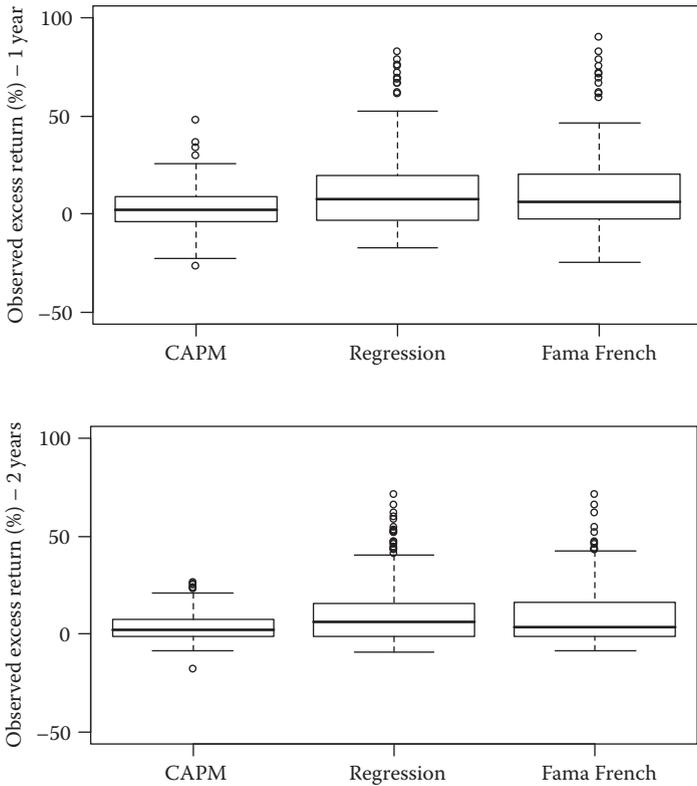 Observed excess return (%) – 1 year
100
50
0
–50
CAPM
Regression
Fama French
Observed excess return (%) – 2 years
100
50
0
–50
CAPM
Regression
Fama French